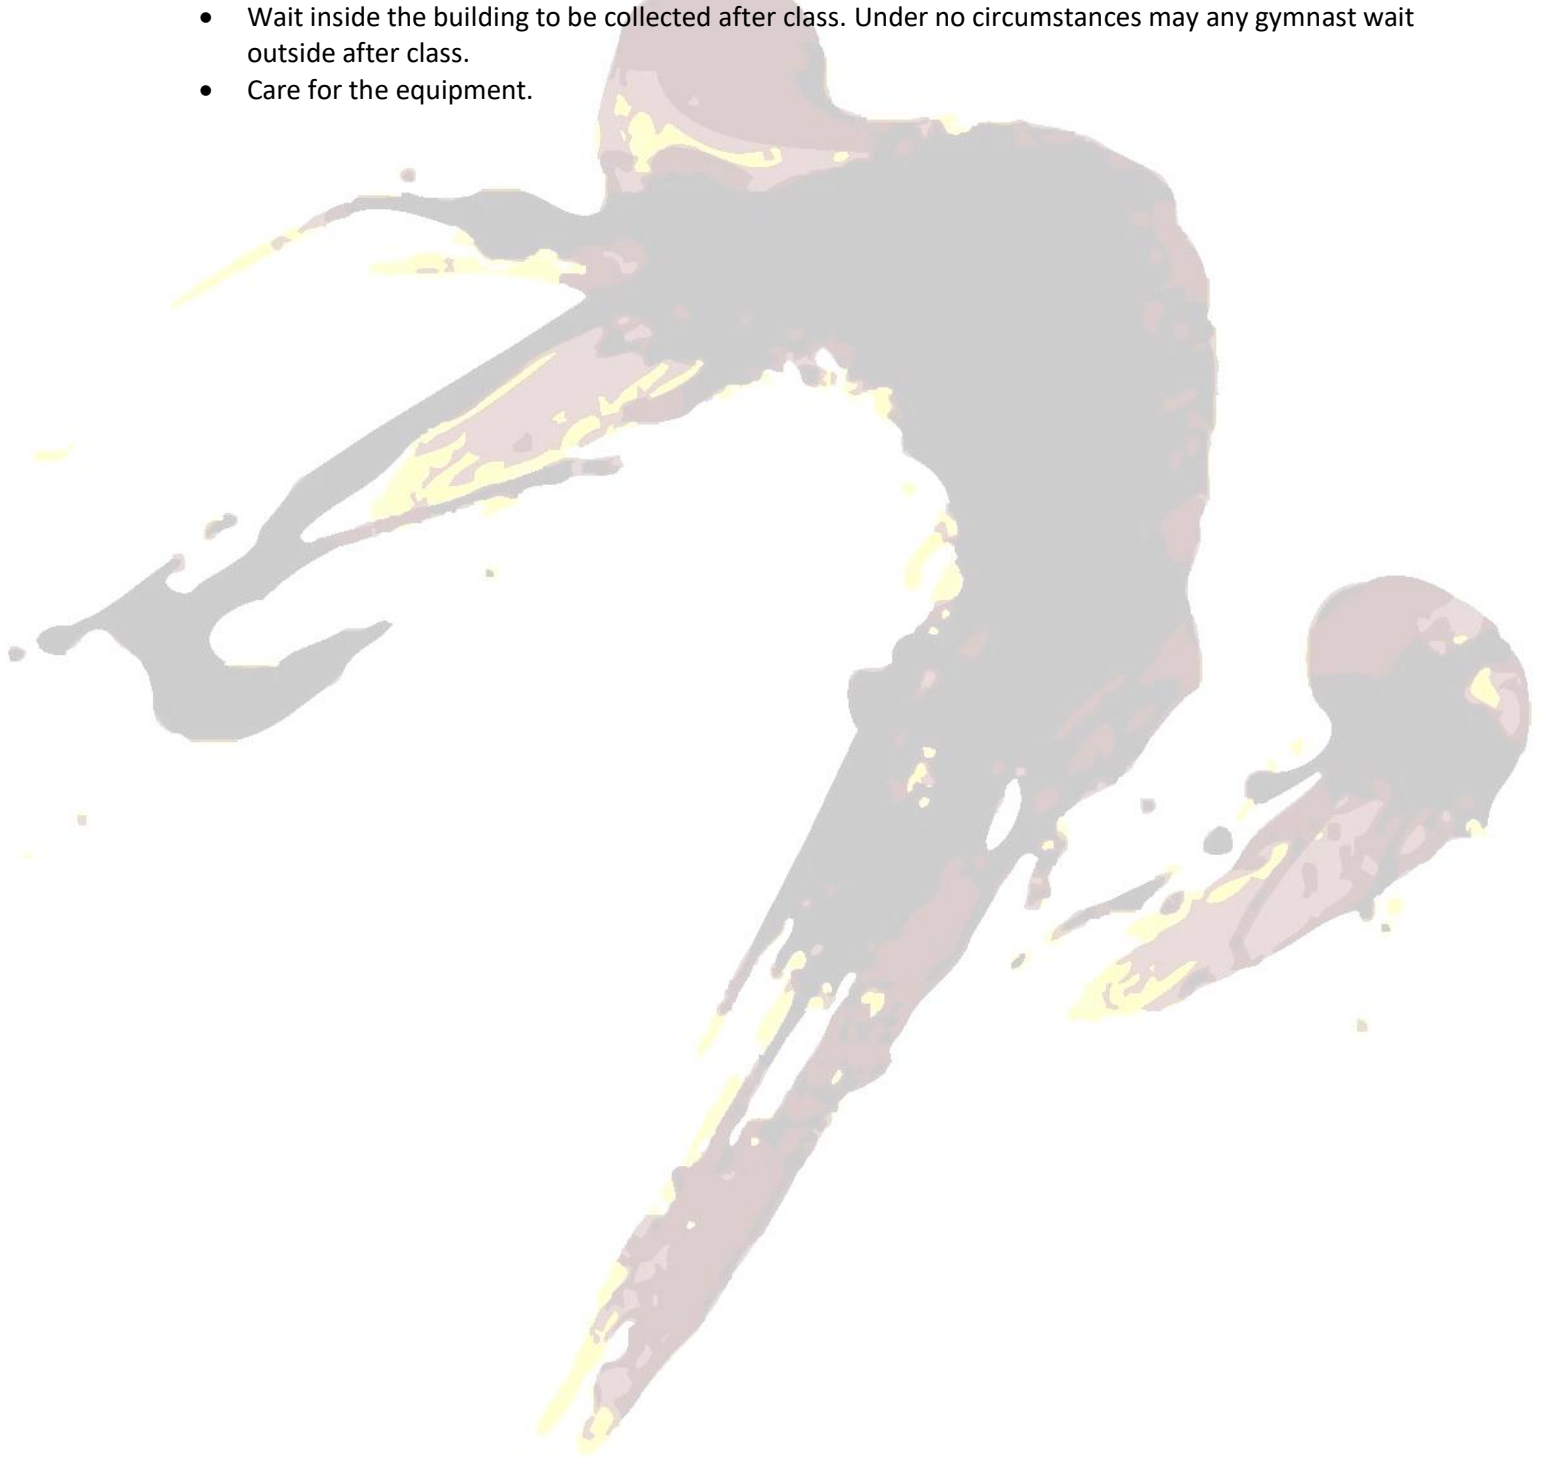 • Wait inside the building to be collected after class. Under no circumstances may any gymnast wait
outside after class.
• Care for the equipment.